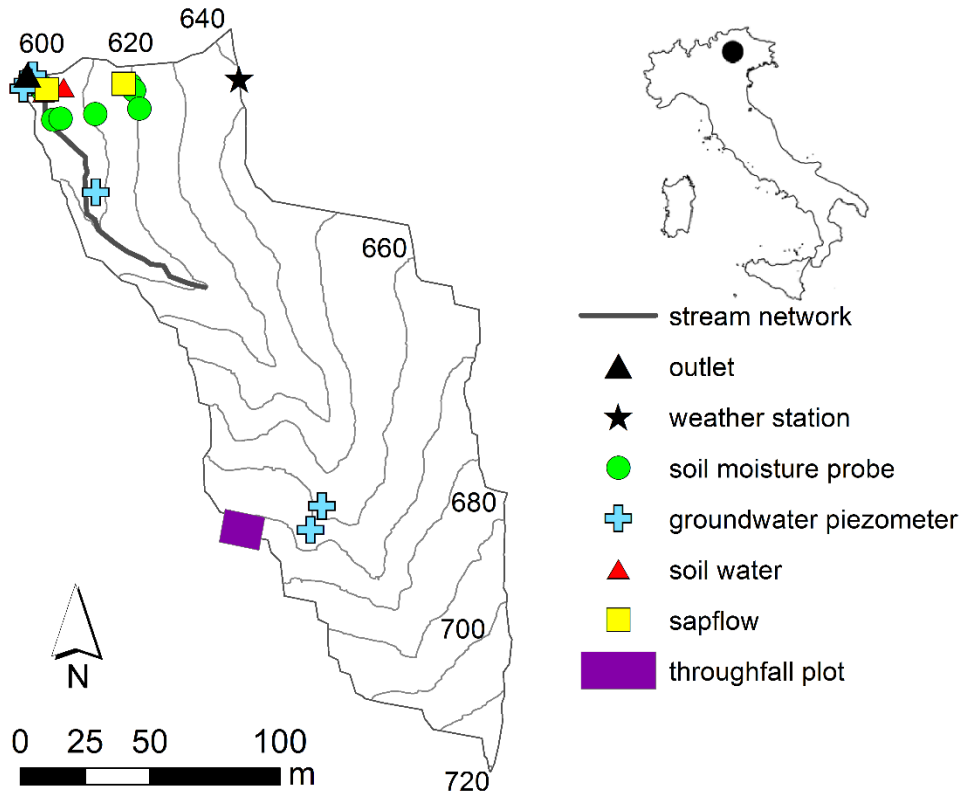 640
600
620
660
680
700
720
stream network
outlet
weather station
soil moisture probe
groundwater piezometer
soil water
sapflow
throughfall plot
N
0 25 50 100
m